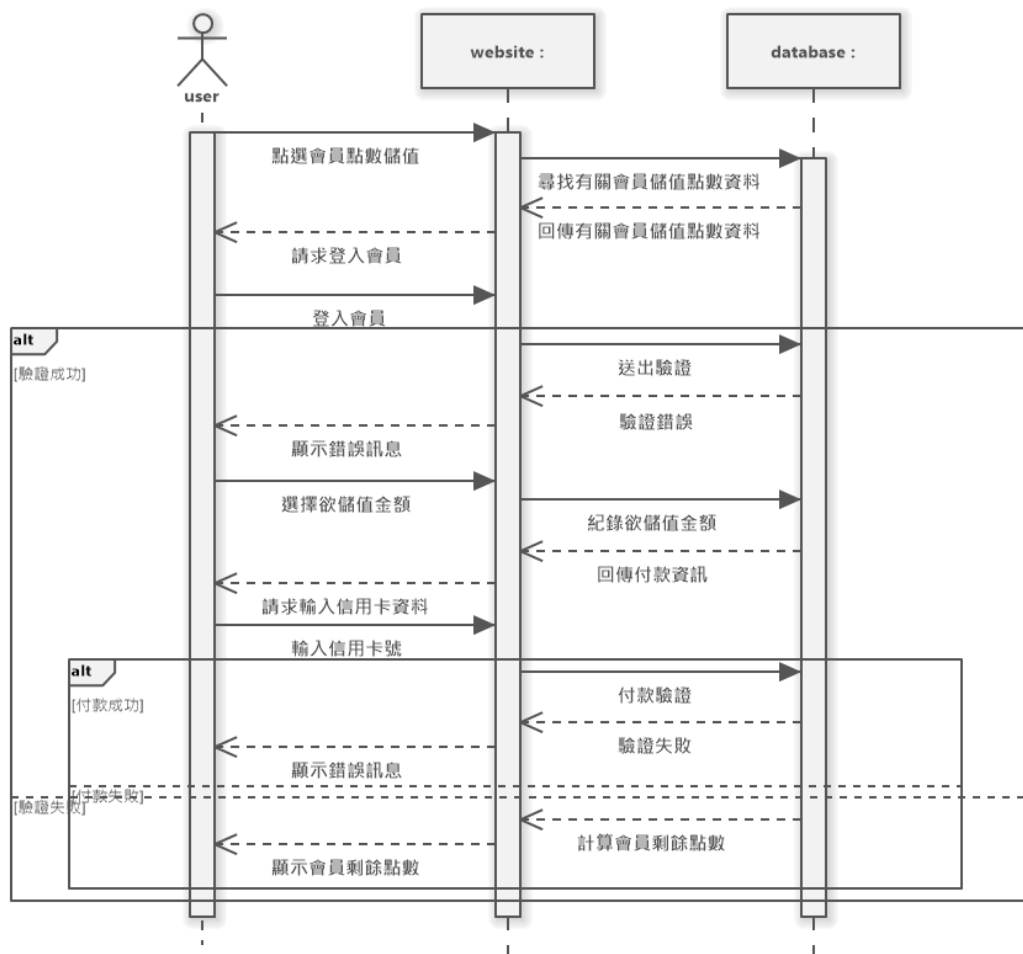 user
website :
database :
點選會員點數儲值
尋找有關會員儲值點數資料
回傳有關會員儲值點數資料
請求登入會員
登入會員
alt
[驗證成功]
送出驗證
驗證錯誤
顯示錯誤訊息
選擇欲儲值金額
紀錄欲儲值金額
回傳付款資訊
請求輸入信用卡資料
輸入信用卡號
alt
[付款成功]
付款驗證
驗證失敗
顯示錯誤訊息
[付款失敗]
[驗證失敗]
計算會員剩餘點數
顯示會員剩餘點數